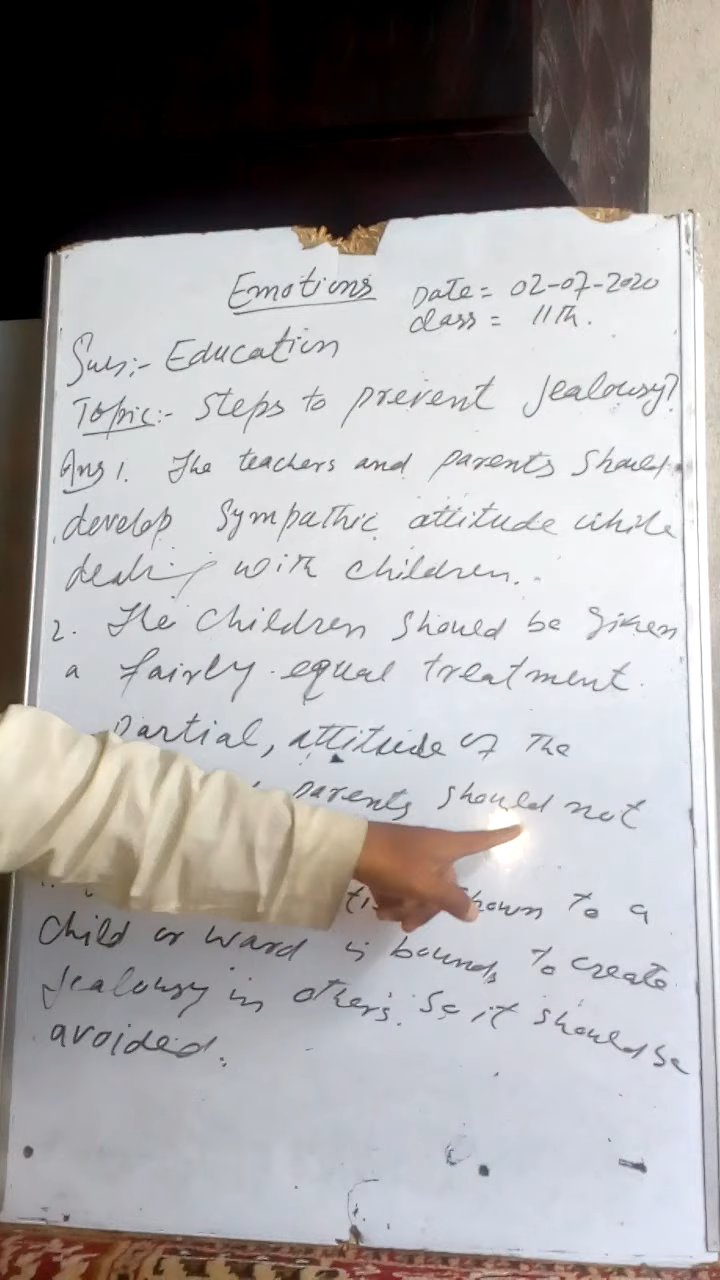 Emotions
Date = 02-07-2020
class = 11Th.
Sub:- Education
Topic:- Steps to prevent Jealousy?
Ans 1. The teachers and parents should
develop Sympathic attitude while
dealing with children.
2. The children should be given
a fairly equal treatment.
partial, attitude of the
parents should not
shown to a
child or ward is bounds to create
Jealousy in others. So it should be
avoided.